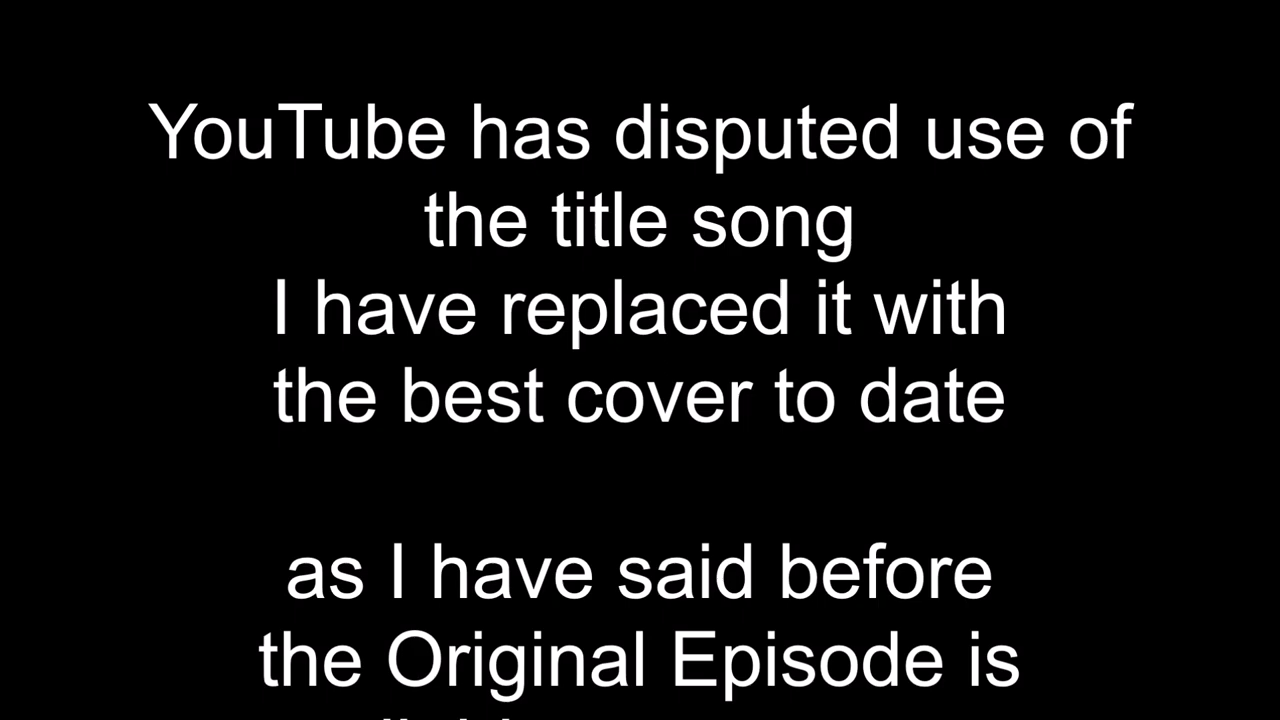 YouTube has disputed use of
the title song
I have replaced it with
the best cover to date
as I have said before
the Original Episode is